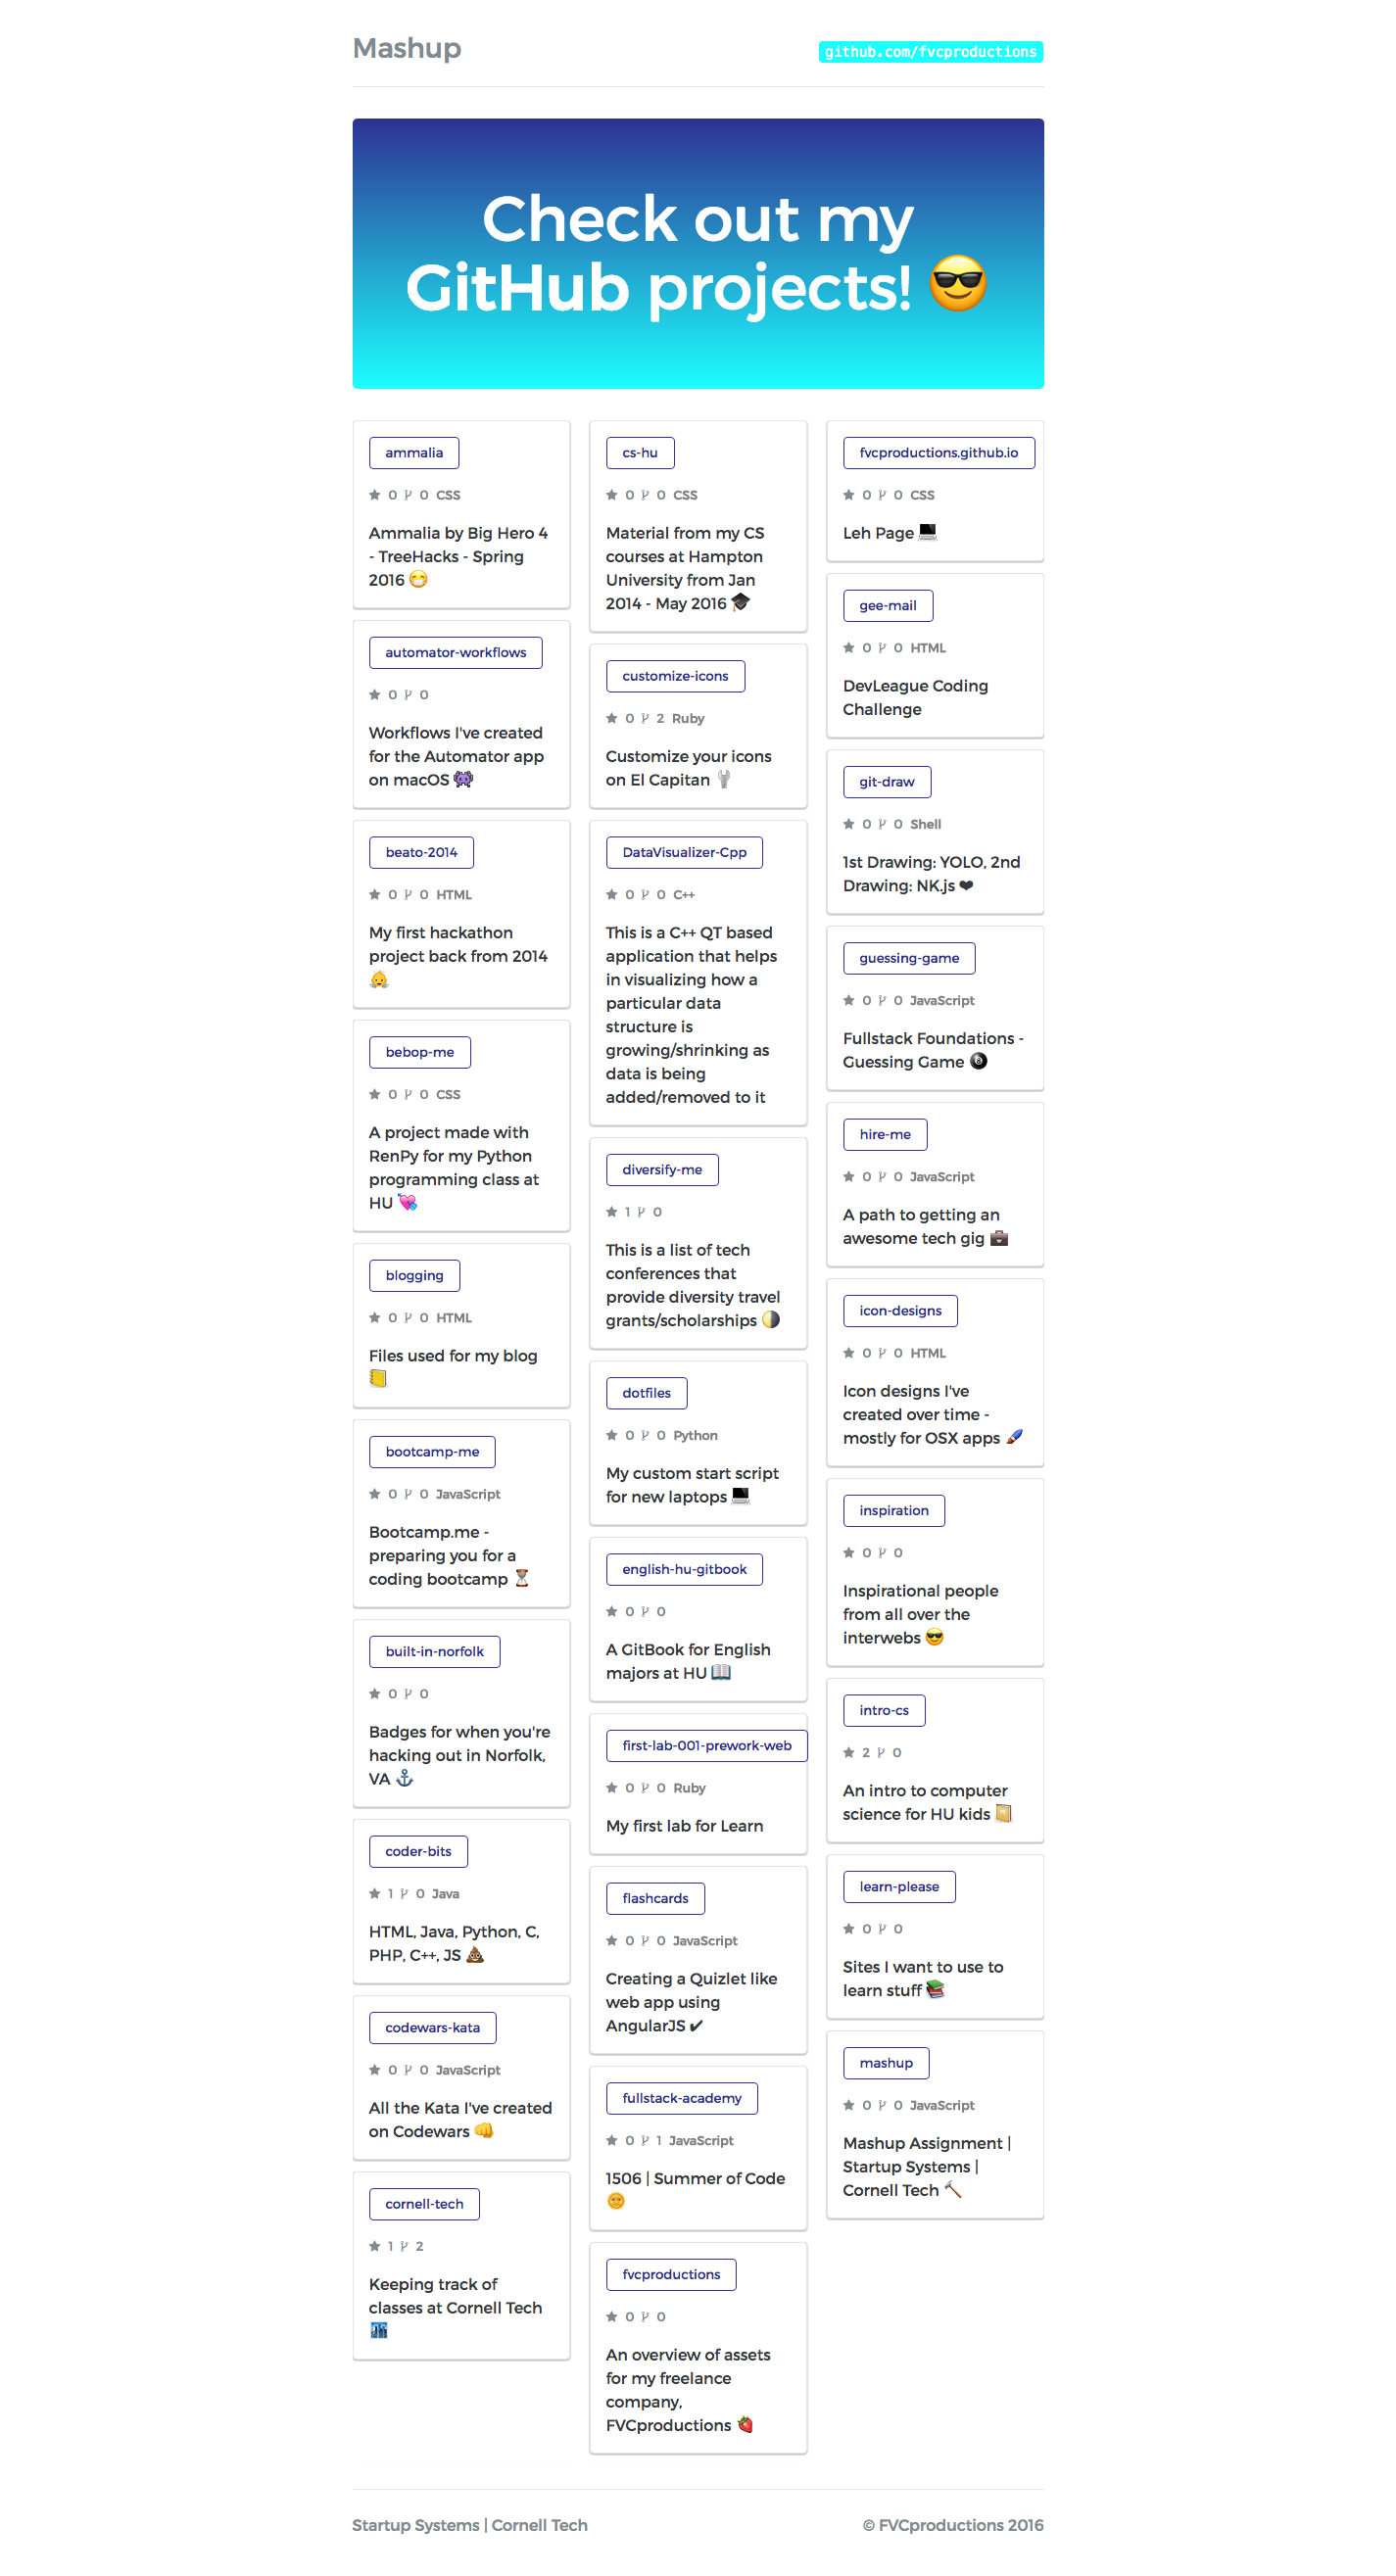 Mashup
github.com/fvcproductions
Check out my
GitHub projects! 😎
ammalia
★ 0 0 CSS
Ammalia by Big Hero 4
- TreeHacks - Spring
2016 😷
automator-workflows
★ 0 0
Workflows I've created
for the Automator app
on macOS 👾
beato-2014
★ 0 0 HTML
My first hackathon
project back from 2014
👼
bebop-me
★ 0 0 CSS
A project made with
RenPy for my Python
programming class at
HU 💘
blogging
★ 0 0 HTML
Files used for my blog
📒
bootcamp-me
★ 0 0 JavaScript
Bootcamp.me -
preparing you for a
coding bootcamp ⏳
built-in-norfolk
★ 0 0
Badges for when you're
hacking out in Norfolk,
VA ⚓
coder-bits
★ 1 0 Java
HTML, Java, Python, C,
PHP, C++, JS 💩
codewars-kata
★ 0 0 JavaScript
All the Kata I've created
on Codewars 👊
cornell-tech
★ 1 2
Keeping track of
classes at Cornell Tech
🌃
cs-hu
★ 0 0 CSS
Material from my CS
courses at Hampton
University from Jan
2014 - May 2016 🎓
customize-icons
★ 0 2 Ruby
Customize your icons
on El Capitan 🔧
DataVisualizer-Cpp
★ 0 0 C++
This is a C++ QT based
application that helps
in visualizing how a
particular data
structure is
growing/shrinking as
data is being
added/removed to it
diversify-me
★ 1 0
This is a list of tech
conferences that
provide diversity travel
grants/scholarships 🌗
dotfiles
★ 0 0 Python
My custom start script
for new laptops 💻
english-hu-gitbook
★ 0 0
A GitBook for English
majors at HU 📖
first-lab-001-prework-web
★ 0 0 Ruby
My first lab for Learn
flashcards
★ 0 0 JavaScript
Creating a Quizlet like
web app using
AngularJS ✔
fullstack-academy
★ 0 1 JavaScript
1506 | Summer of Code
🌞
fvcproductions
★ 0 0
An overview of assets
for my freelance
company,
FVCproductions 🍓
fvcproductions.github.io
★ 0 0 CSS
Leh Page 💻
gee-mail
★ 0 0 HTML
DevLeague Coding
Challenge
git-draw
★ 0 0 Shell
1st Drawing: YOLO, 2nd
Drawing: NK.js ❤
guessing-game
★ 0 0 JavaScript
Fullstack Foundations -
Guessing Game 🎱
hire-me
★ 0 0 JavaScript
A path to getting an
awesome tech gig 💼
icon-designs
★ 0 0 HTML
Icon designs I've
created over time -
mostly for OSX apps 🖌
inspiration
★ 0 0
Inspirational people
from all over the
interwebs 😎
intro-cs
★ 2 0
An intro to computer
science for HU kids 📔
learn-please
★ 0 0
Sites I want to use to
learn stuff 📚
mashup
★ 0 0 JavaScript
Mashup Assignment |
Startup Systems |
Cornell Tech 🔨
Startup Systems | Cornell Tech
© FVCproductions 2016